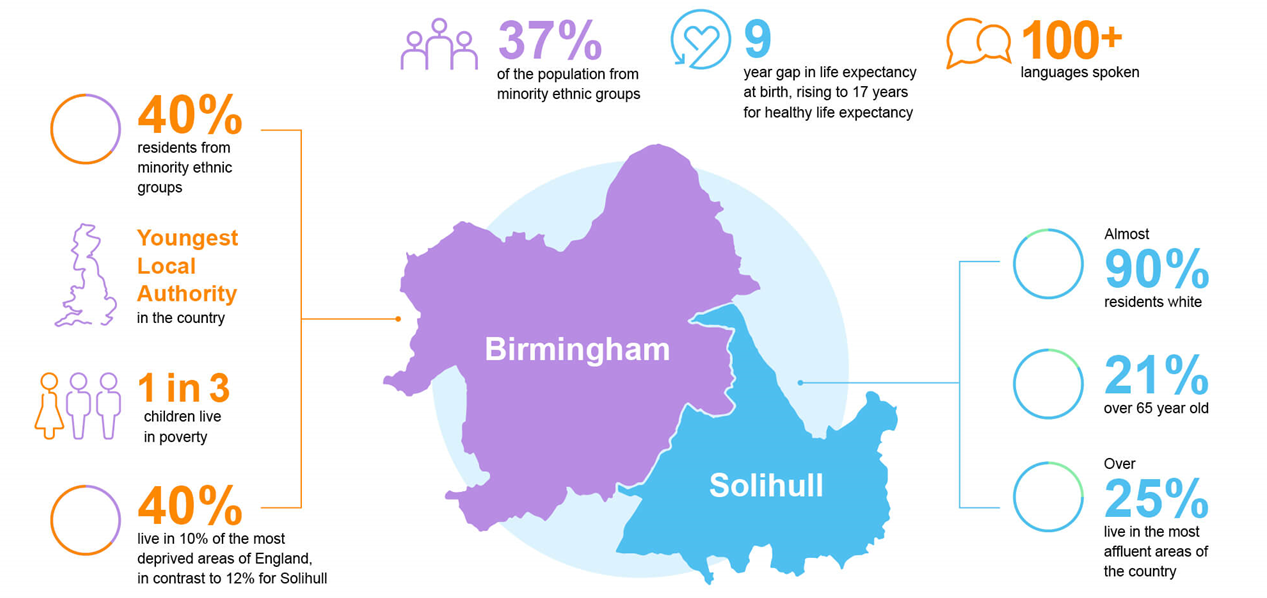 37%
of the population from
minority ethnic groups
9
year gap in life expectancy
at birth, rising to 17 years
for healthy life expectancy
100+
languages spoken
40%
residents from
minority ethnic
groups
Youngest
Local
Authority
in the country
1 in 3
children live
in poverty
40%
live in 10% of the most
deprived areas of England,
in contrast to 12% for Solihull
Birmingham
Solihull
Almost
90%
residents white
21%
over 65 year old
Over
25%
live in the most
affluent areas of
the country